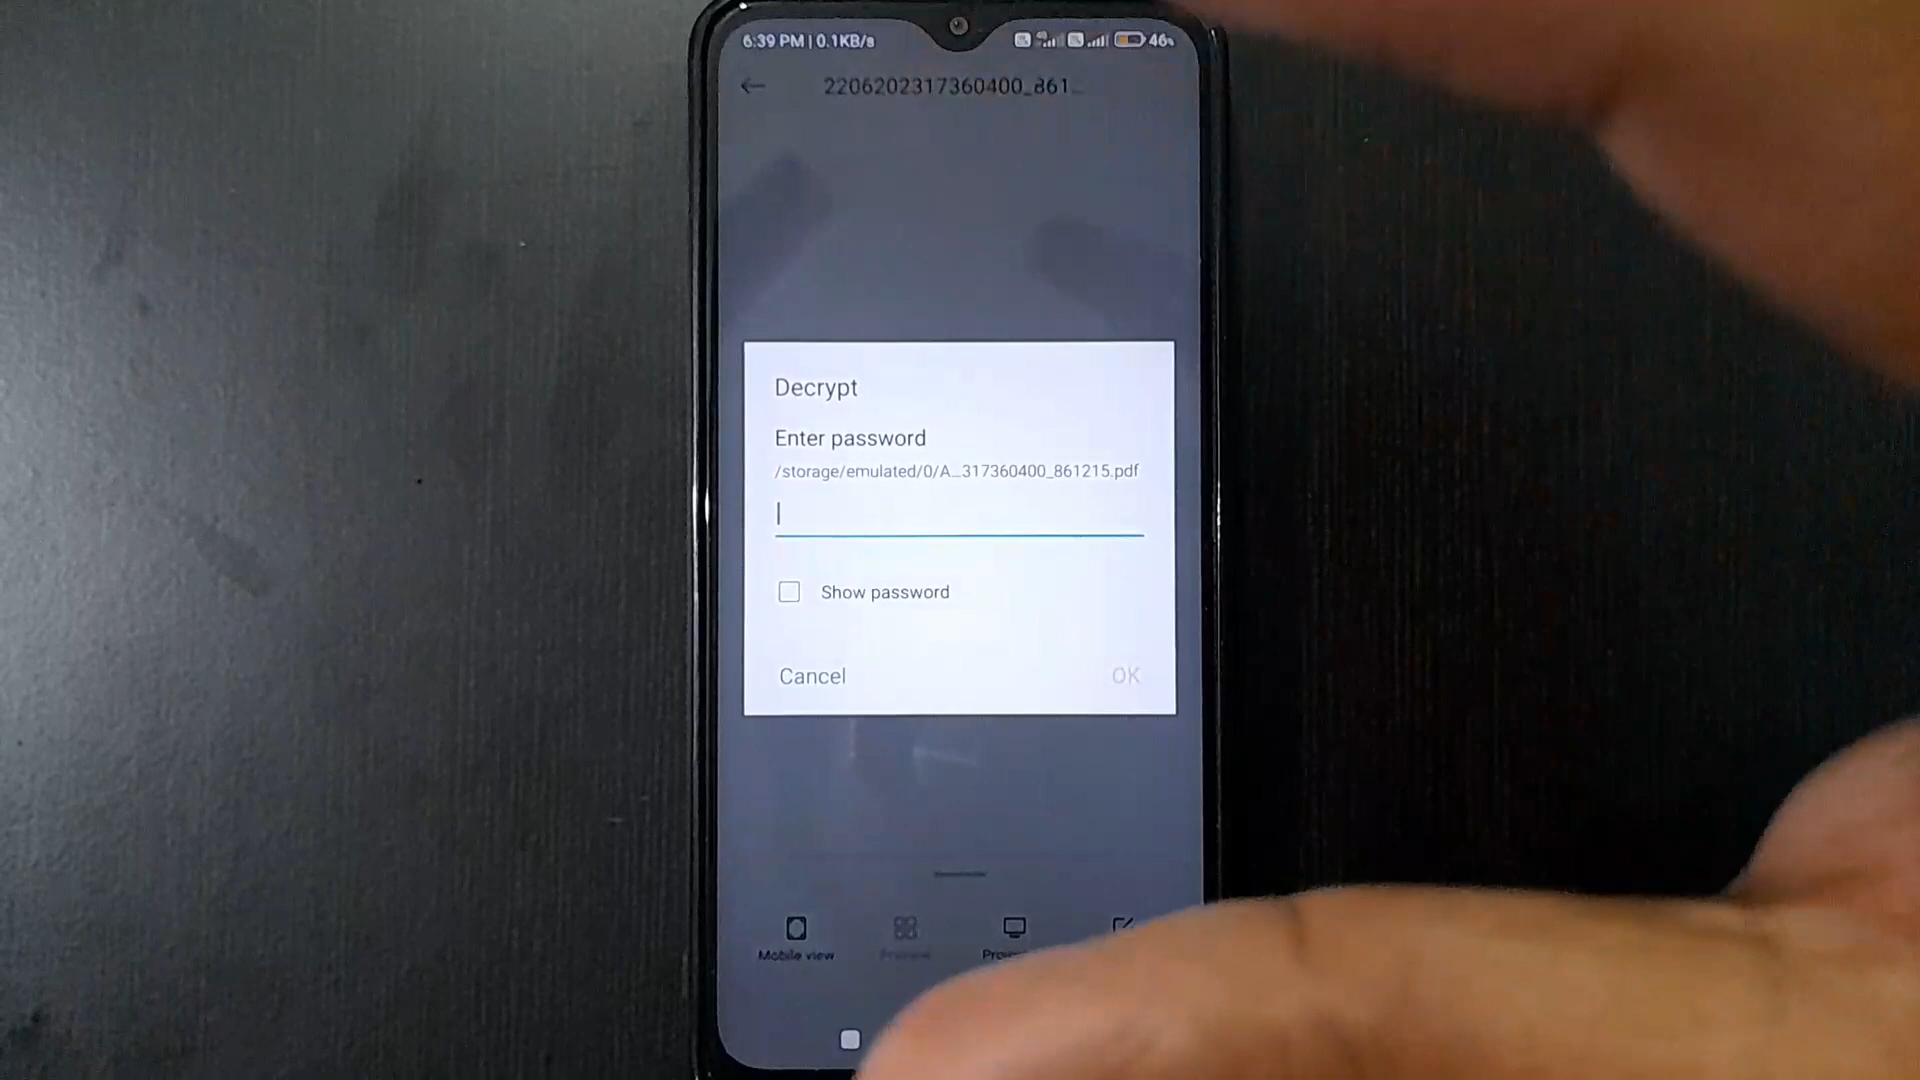 6:39 PM | 0.1KB/s 46%
2206202317360400_861...
Decrypt
Enter password
/storage/emulated/0/A...317360400_861215.pdf
Show password
Cancel OK
Mobile view Preview